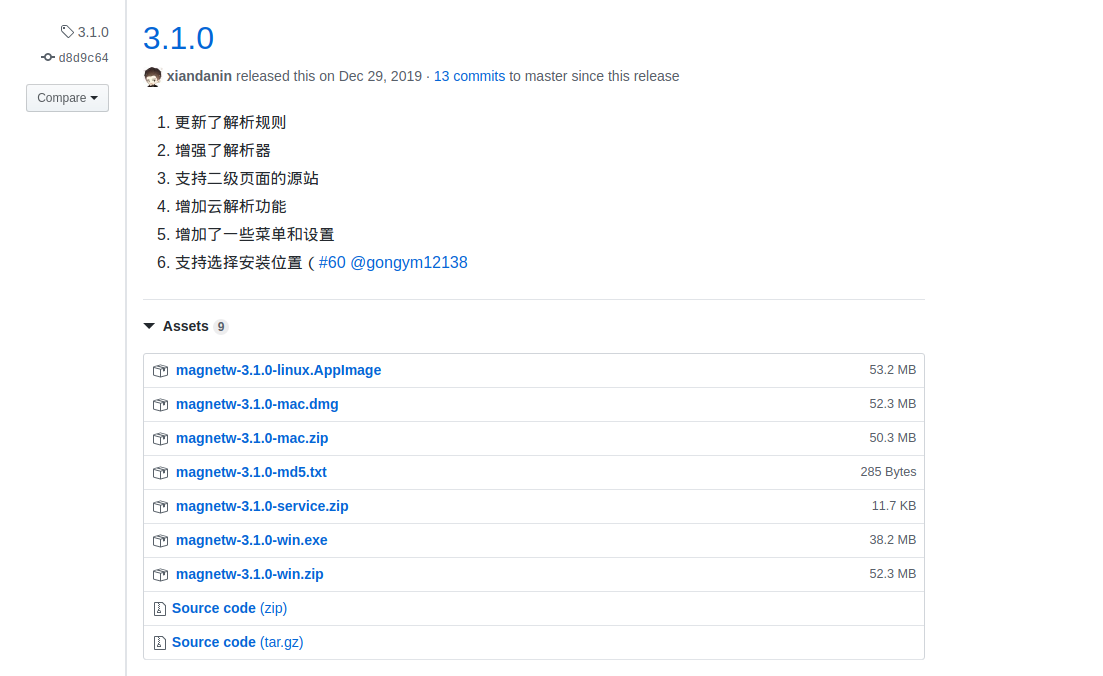 3.1.0
d8d9c64
Compare
3.1.0
xiandanin released this on Dec 29, 2019 · 13 commits to master since this release
1. 更新了解析规则
2. 增强了解析器
3. 支持二级页面的源站
4. 增加云解析功能
5. 增加了一些菜单和设置
6. 支持选择安装位置（#60 @gongym12138
Assets 9
magnetw-3.1.0-linux.AppImage 53.2 MB
magnetw-3.1.0-mac.dmg 52.3 MB
magnetw-3.1.0-mac.zip 50.3 MB
magnetw-3.1.0-md5.txt 285 Bytes
magnetw-3.1.0-service.zip 11.7 KB
magnetw-3.1.0-win.exe 38.2 MB
magnetw-3.1.0-win.zip 52.3 MB
Source code (zip)
Source code (tar.gz)